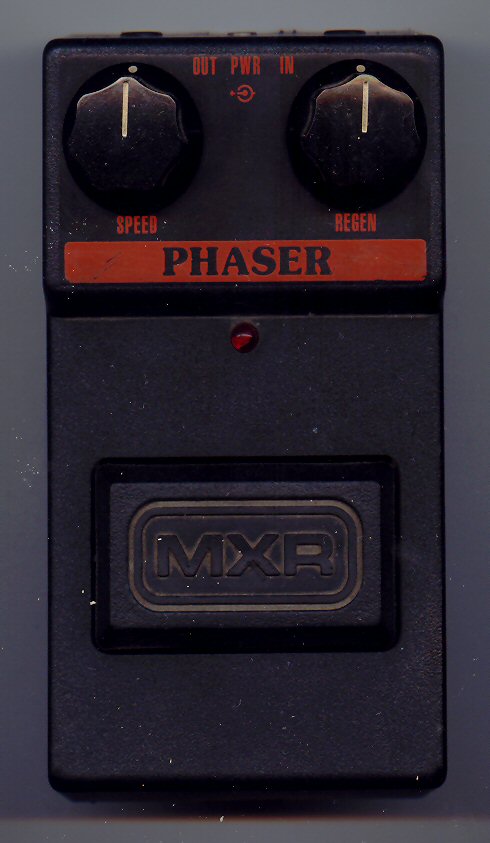 OUT PWR IN
SPEED
REGEN
PHASER
MXR